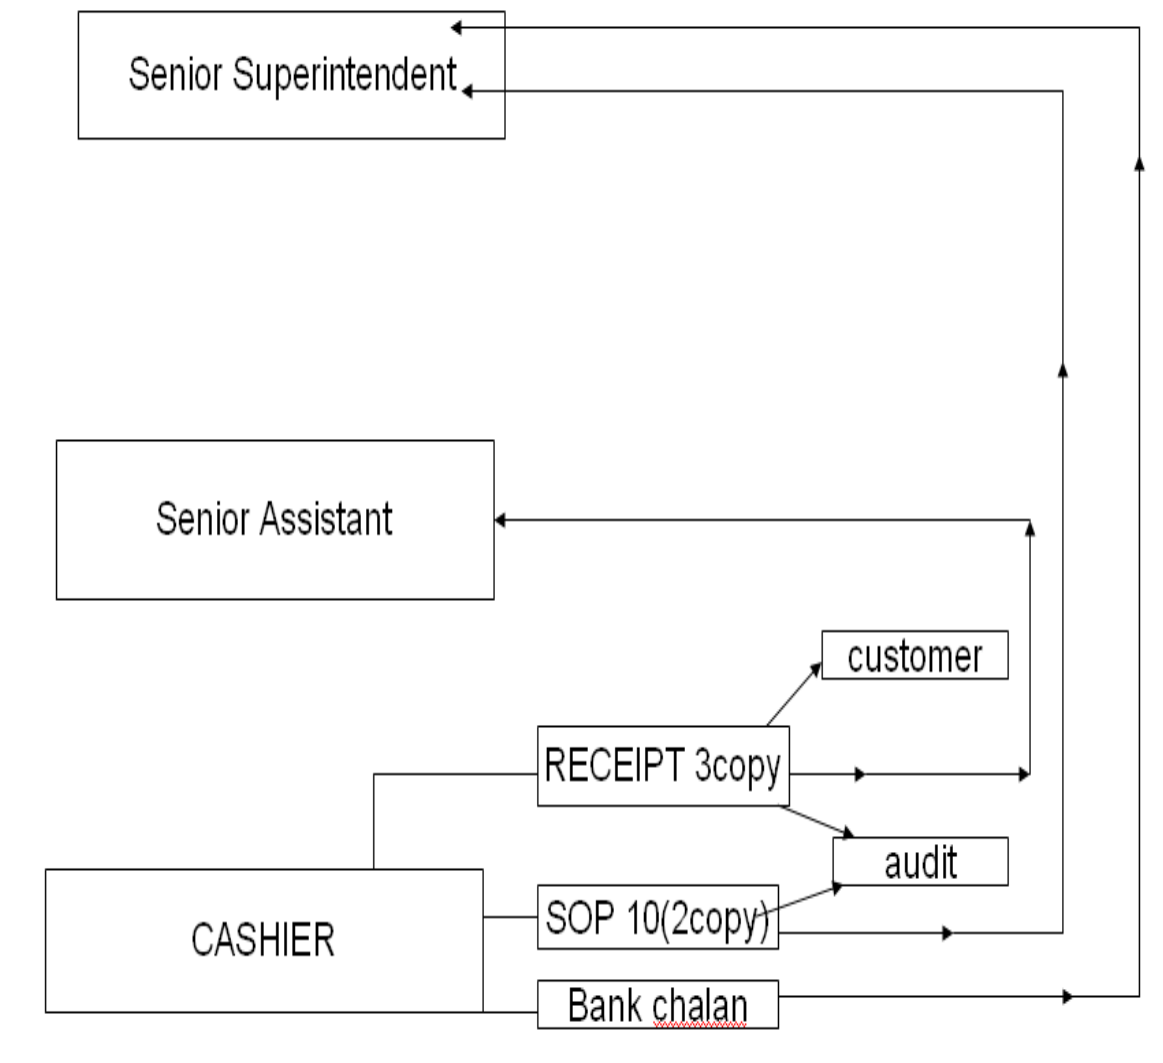 Senior Superintendent
Senior Assistant
customer
RECEIPT 3copy
audit
SOP 10(2copy)
CASHIER
Bank chalan